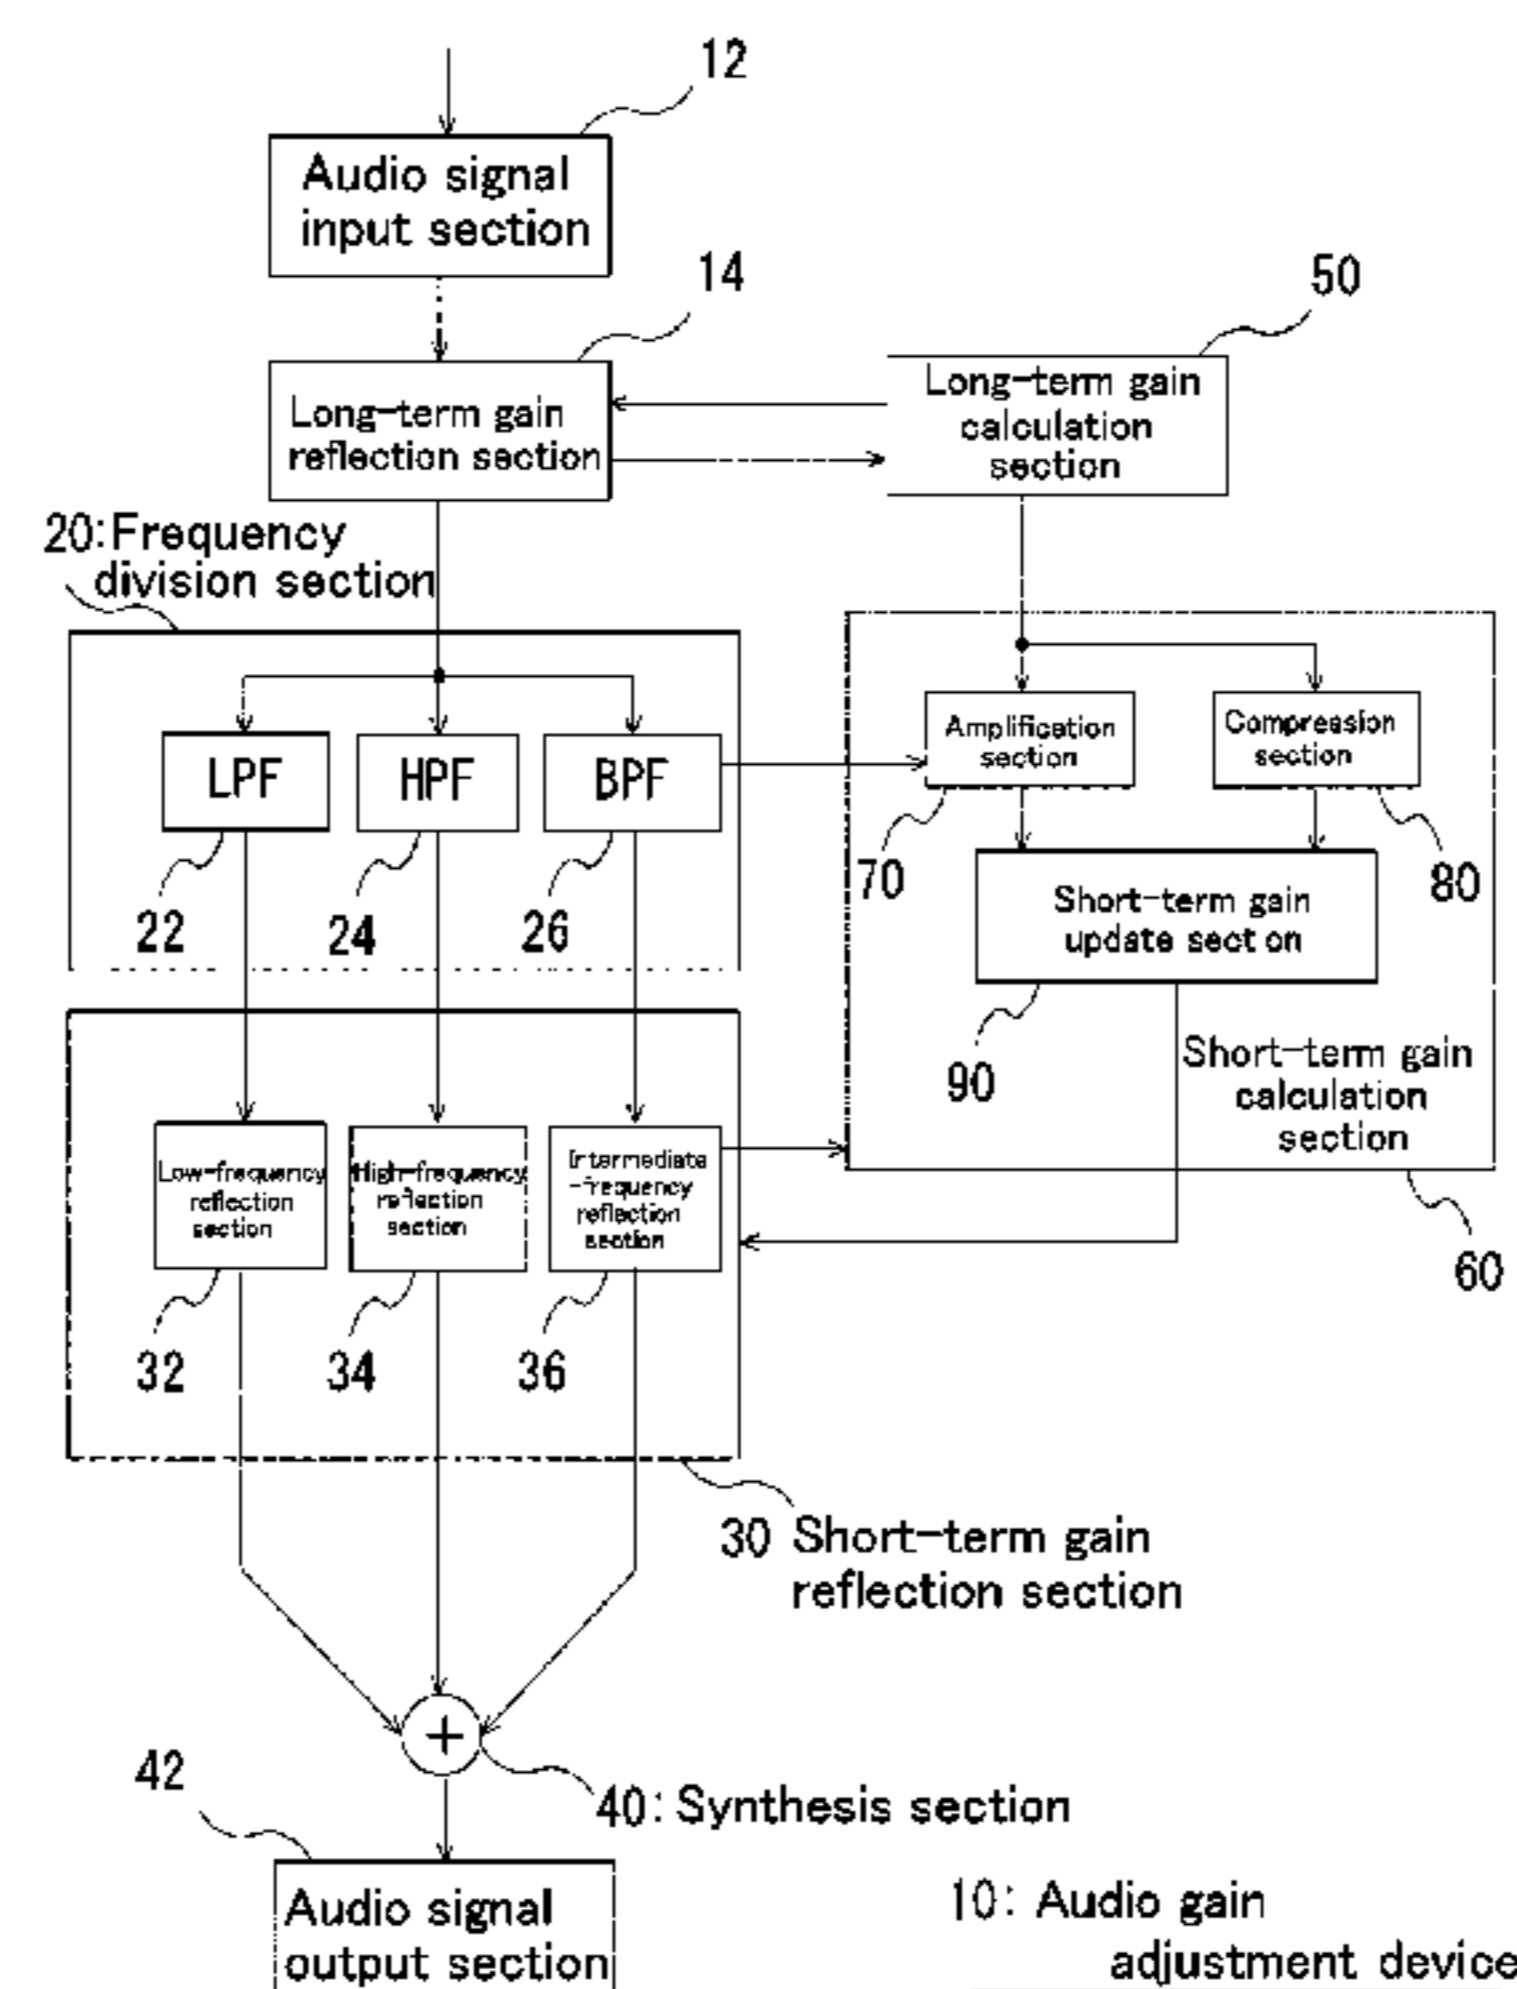 12
Audio signal
input section
14
50
Long-term gain
reflection section
Long-term gain
calculation
section
20:Frequency
division section
LPF
HPF
BPF
22
24
26
Amplification
section
Compression
section
70
80
Short-term gain
update sect on
90
Short-term gain
calculation
section
60
Low-frequency
reflection
section
High-frequency
reflection
section
Intermediate
-frequency
reflection
section
32
34
36
30 Short-term gain
reflection section
+
40: Synthesis section
42
Audio signal
output section
10: Audio gain
adjustment device